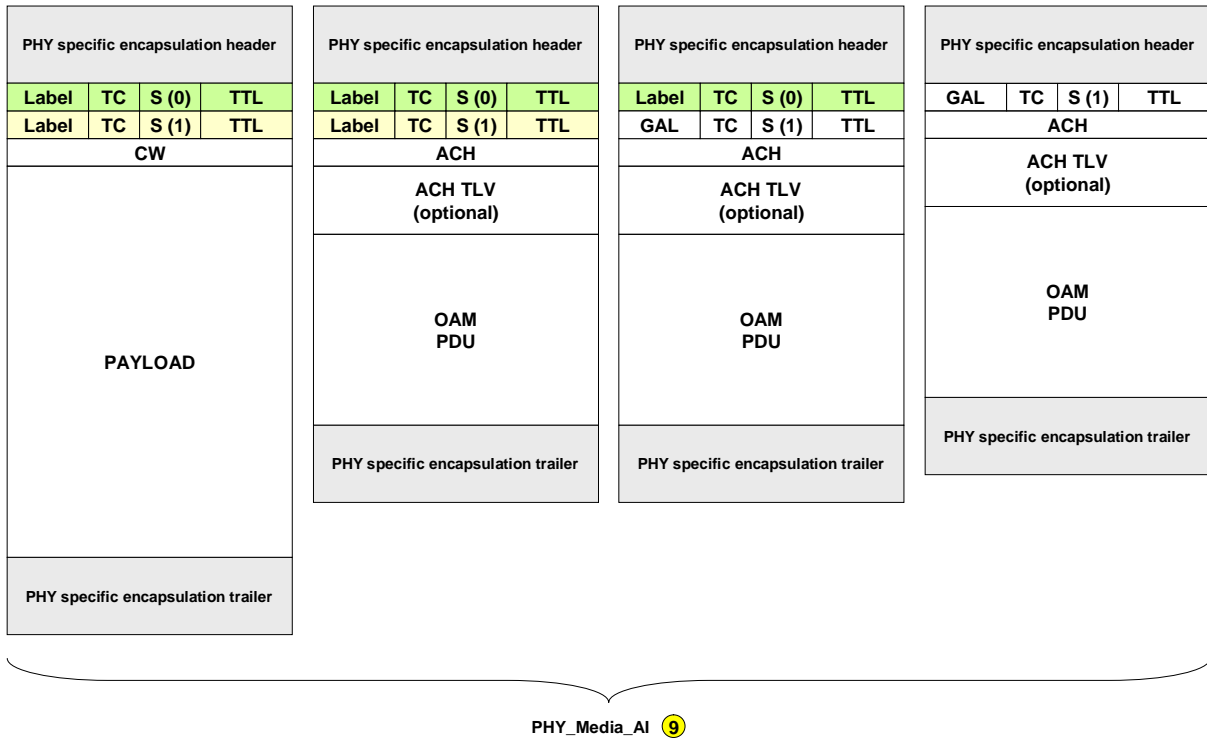 PHY specific encapsulation header
Label TC S (0) TTL
Label TC S (1) TTL
CW
PAYLOAD
PHY specific encapsulation trailer
PHY specific encapsulation header
Label TC S (0) TTL
Label TC S (1) TTL
ACH
ACH TLV
(optional)
OAM
PDU
PHY specific encapsulation trailer
PHY specific encapsulation header
Label TC S (0) TTL
GAL TC S (1) TTL
ACH
ACH TLV
(optional)
OAM
PDU
PHY specific encapsulation trailer
PHY specific encapsulation header
GAL TC S (1) TTL
ACH
ACH TLV
(optional)
OAM
PDU
PHY specific encapsulation trailer
PHY_Media_AI 9